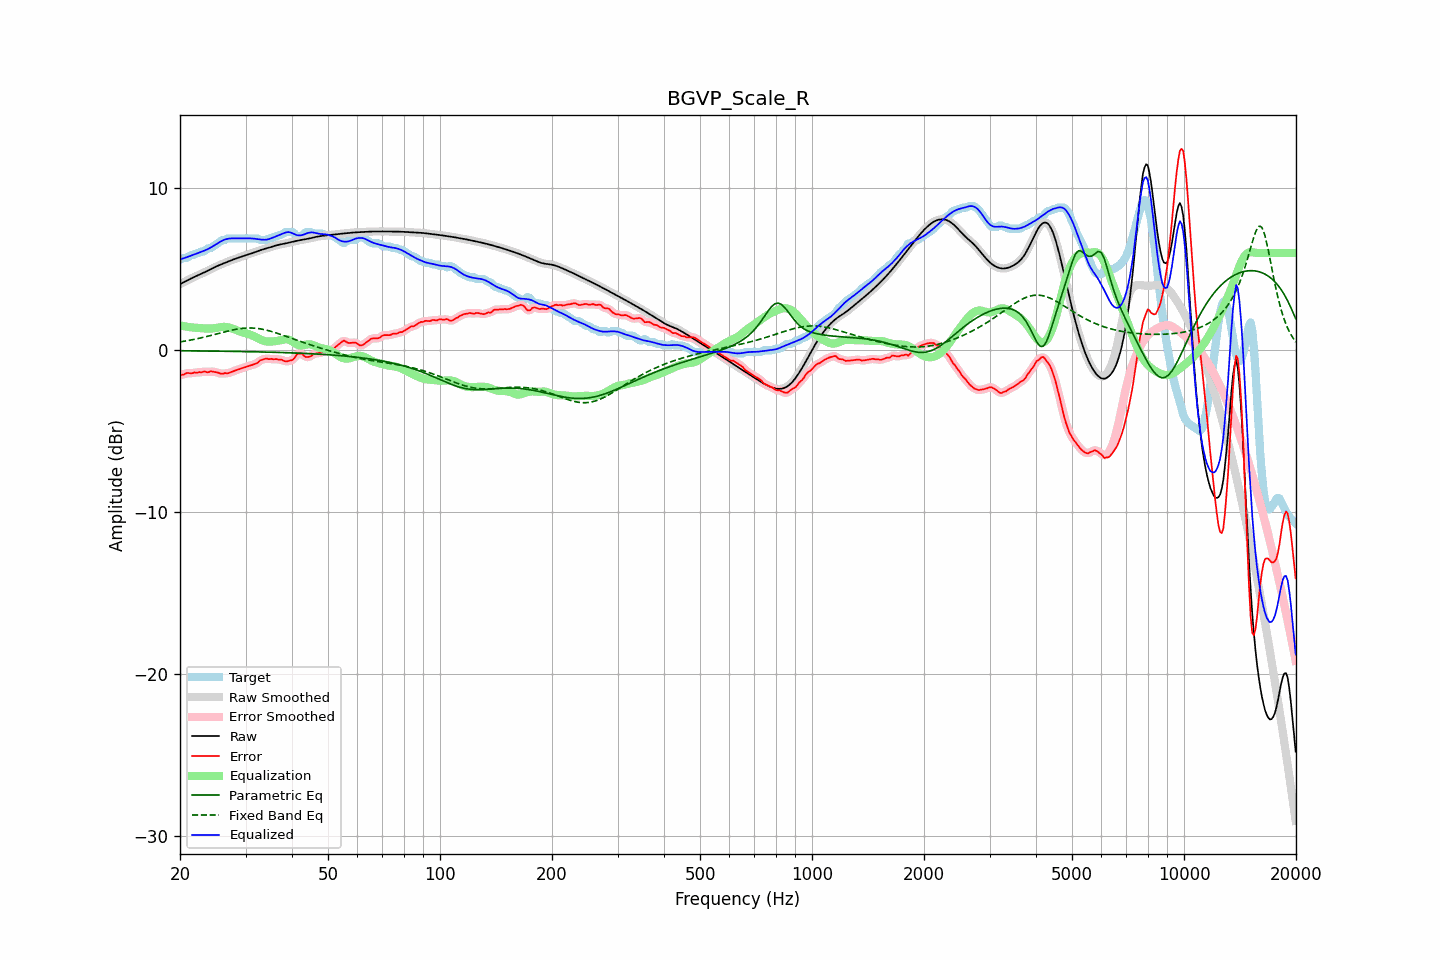 BGVP_Scale_R
Amplitude (dBr)
10
0
−10
−20
−30
Target
Raw Smoothed
Error Smoothed
Raw
Error
Equalization
Parametric Eq
Fixed Band Eq
Equalized
20 50 100 200 500 1000 2000 5000 10000 20000
Frequency (Hz)